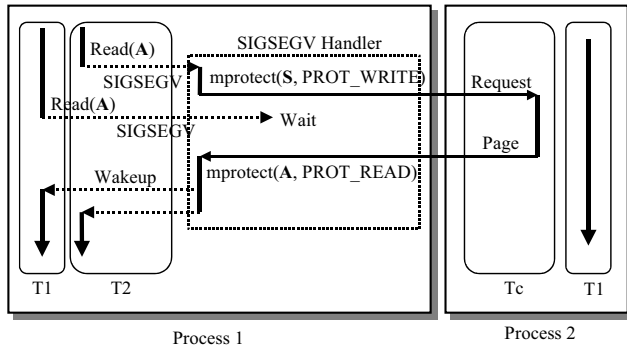 SIGSEGV Handler
Read(A)
SIGSEGV
mprotect(S, PROT_WRITE)
Request
Read(A)
SIGSEGV
Wait
Page
Wakeup
mprotect(A, PROT_READ)
T1
T2
Tc
T1
Process 1
Process 2